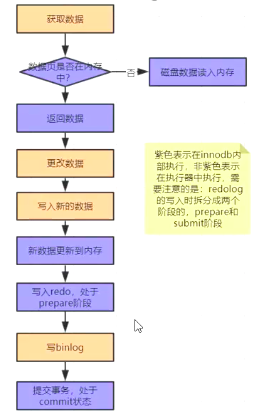 获取数据
数据页是否在内存
中?
否
磁盘数据读入内存
返回数据
更改数据
写入新的数据
新数据更新到内存
写入redo，处于
prepare阶段
写binlog
提交事务，处于
commit状态
紫色表示在innodb内
部执行，非紫色表示
在执行器中执行，需
要注意的是：redolog
的写入时拆分成两个
阶段的，prepare和
submit阶段